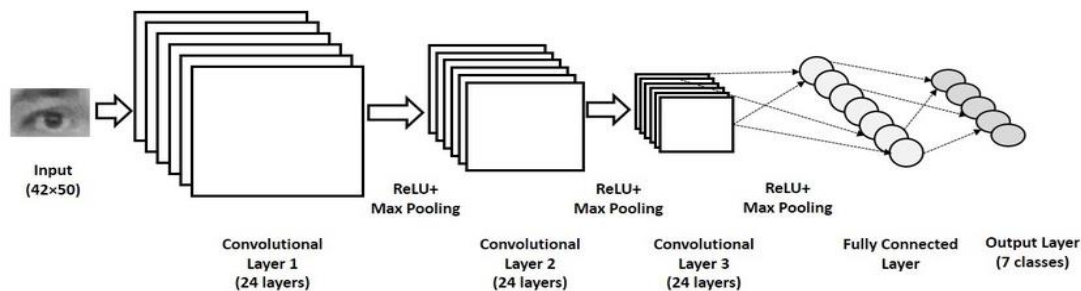 Input
(42×50)
ReLU+
Max Pooling
ReLU+
Max Pooling
ReLU+
Max Pooling
Convolutional
Layer 1
(24 layers)
Convolutional
Layer 2
(24 layers)
Convolutional
Layer 3
(24 layers)
Fully Connected
Layer
Output Layer
(7 classes)